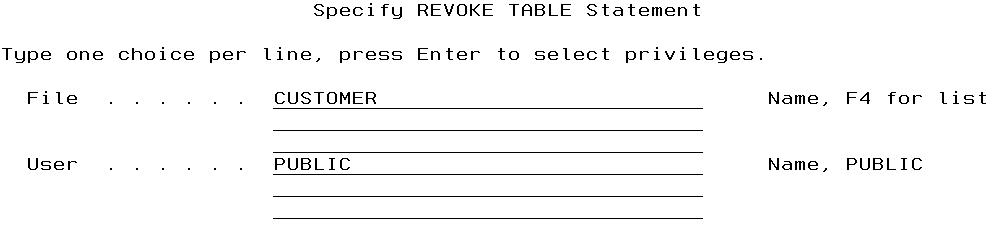 Specify REVOKE TABLE Statement
Type one choice per line, press Enter to select privileges.
File . . . . . . CUSTOMER Name, F4 for list
User . . . . . . PUBLIC Name, PUBLIC